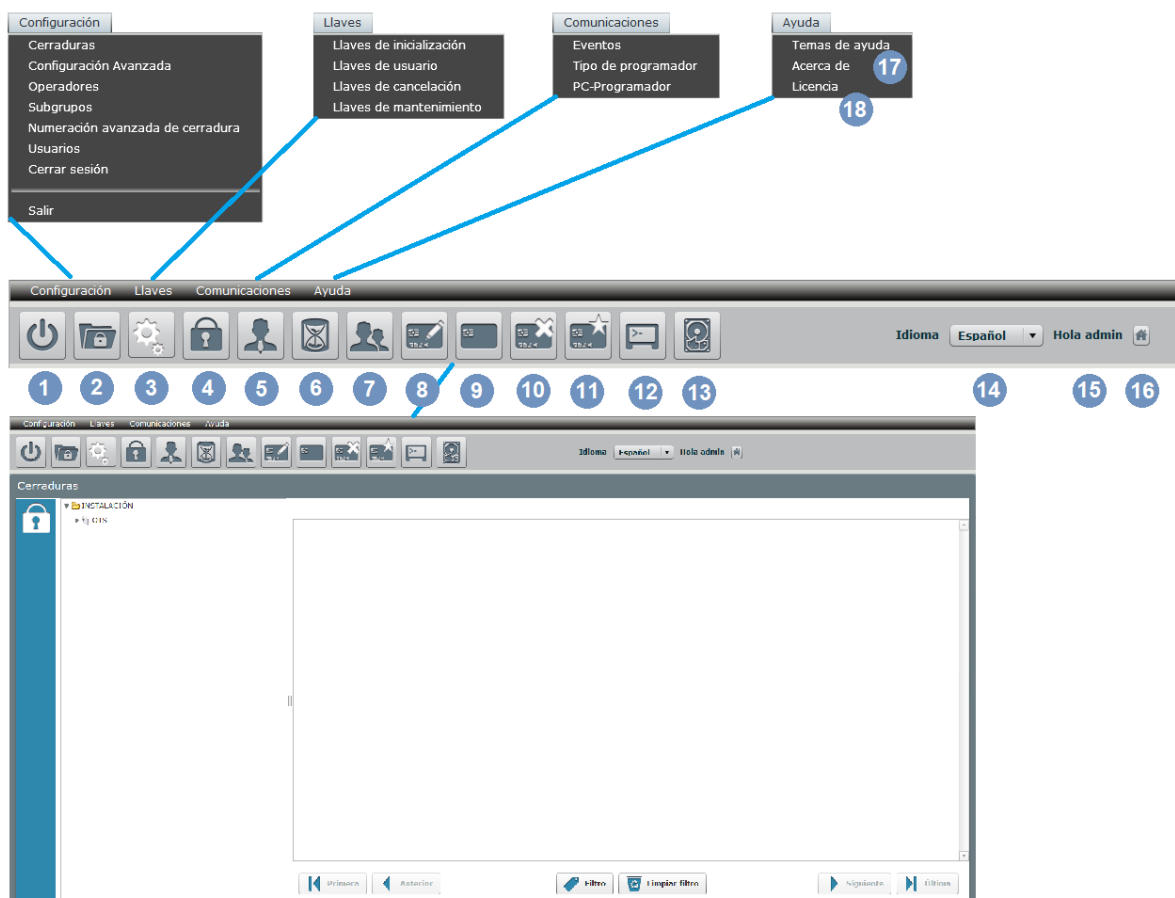 Configuración
Cerraduras
Configuración Avanzada
Operadores
Subgrupos
Numeración avanzada de cerradura
Usuarios
Cerrar sesión
Salir
Llaves
Llaves de inicialización
Llaves de usuario
Llaves de cancelación
Llaves de mantenimiento
Comunicaciones
Eventos
Tipo de programador
PC-Programador
Ayuda
Temas de ayuda
Acerca de
17
Licencia
18
Configuración Llaves Comunicaciones Ayuda
Idioma Español Hola admin
1 2 3 4 5 6 7 8 9 10 11 12 13 14 15 16
Configuración Llaves Comunicaciones Ayuda
Idioma Español Hola admin
Cerraduras
INSTALACIÓN
Primera Anterior Filtro Limpiar filtro Siguiente Última